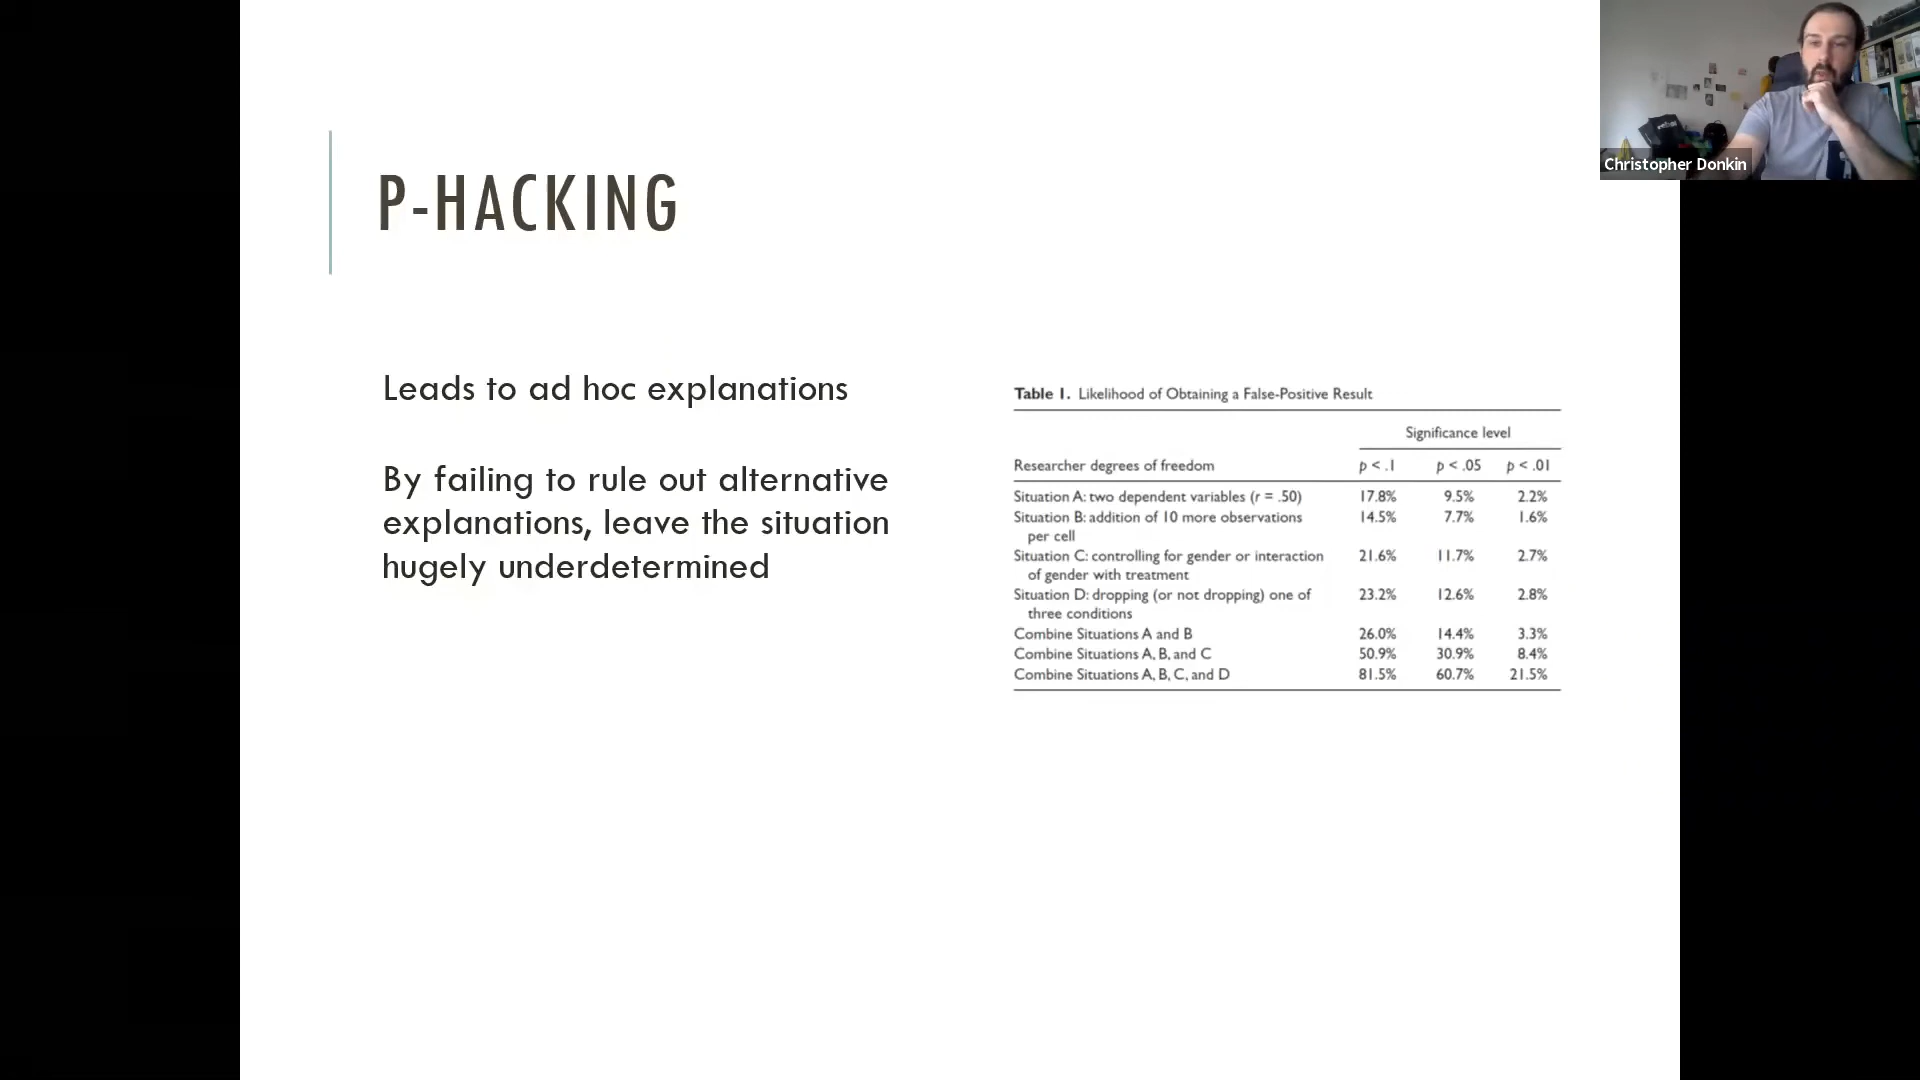 P-HACKING
Leads to ad hoc explanations
By failing to rule out alternative
explanations, leave the situation
hugely underdetermined
Table 1. Likelihood of Obtaining a False-Positive Result
Significance level
Researcher degrees of freedom p < .1 p < .05 p < .01
Situation A: two dependent variables (r = .50) 17.8% 9.5% 2.2%
Situation B: addition of 10 more observations 14.5% 7.7% 1.6%
per cell
Situation C: controlling for gender or interaction 21.6% 11.7% 2.7%
of gender with treatment
Situation D: dropping (or not dropping) one of 23.2% 12.6% 2.8%
three conditions
Combine Situations A and B 26.0% 14.4% 3.3%
Combine Situations A, B, and C 50.9% 30.9% 8.4%
Combine Situations A, B, C, and D 81.5% 60.7% 21.5%
Christopher Donkin